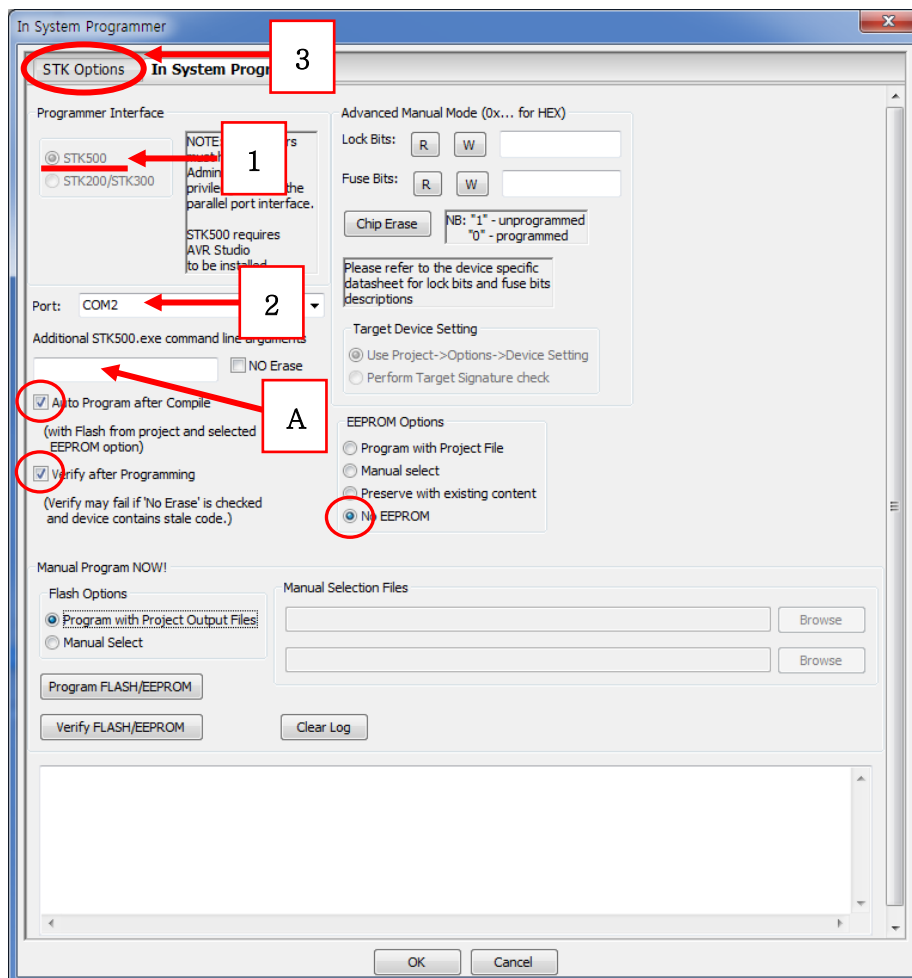 In System Programmer
3
STK Options In System Progr
Programmer Interface
STK500
STK200/STK300
NOTE: rs
must h
Admin
privile the
parallel port interface.
STK500 requires
AVR Studio
to be installed
1
Port: COM2
2
Additional STK500.exe command line arguments
NO Erase
A
Auto Program after Compile
(with Flash from project and selected
EEPROM option)
Verify after Programming
(Verify may fail if 'No Erase' is checked
and device contains stale code.)
Advanced Manual Mode (0x... for HEX)
Lock Bits: R W
Fuse Bits: R W
Chip Erase
NB: "1" - unprogrammed
"0" - programmed
Please refer to the device specific
datasheet for lock bits and fuse bits
descriptions
Target Device Setting
Use Project->Options->Device Setting
Perform Target Signature check
EEPROM Options
Program with Project File
Manual select
Preserve with existing content
No EEPROM
Manual Program NOW!
Flash Options
Program with Project Output Files
Manual Select
Manual Selection Files
Browse
Browse
Program FLASH/EEPROM
Verify FLASH/EEPROM
Clear Log
OK Cancel